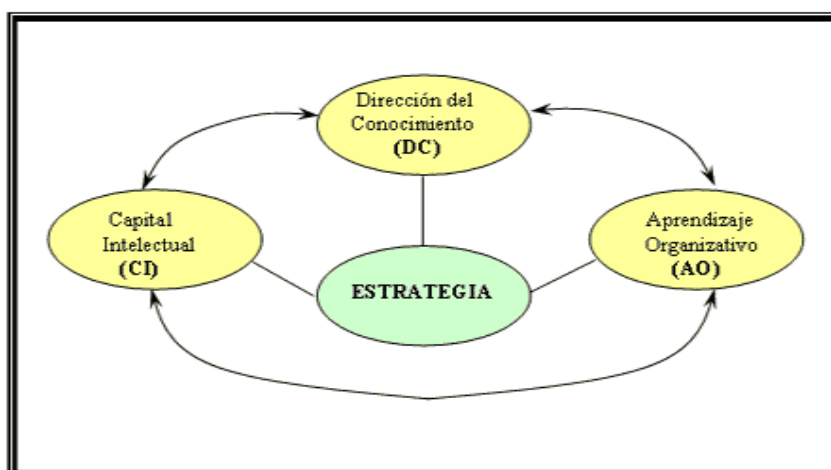 Dirección del
Conocimiento
(DC)
Capital
Intelectual
(CI)
Aprendizaje
Organizativo
(AO)
ESTRATEGIA